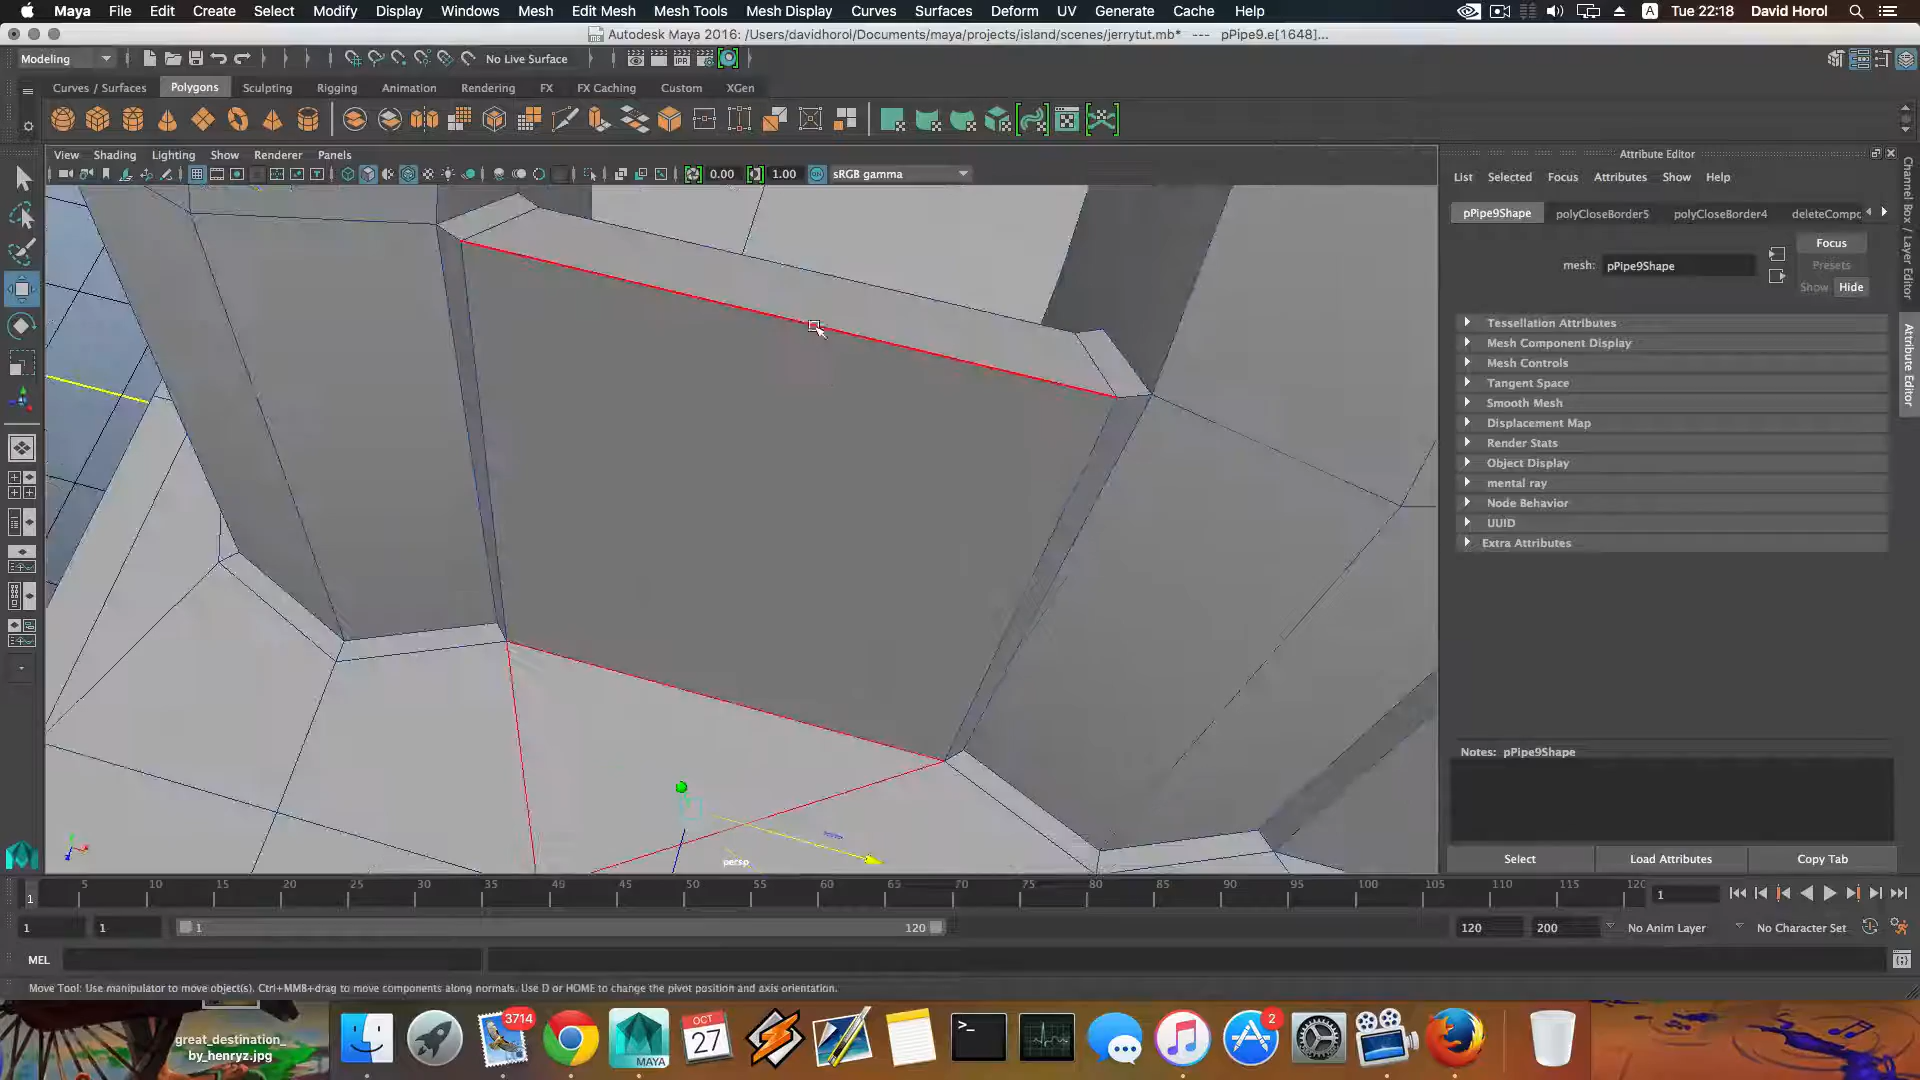 Maya File Edit Create Select Modify Display Windows Mesh Edit Mesh Mesh Tools Mesh Display Curves Surfaces Deform UV Generate Cache Help A Tue 22:18 David Horol
Autodesk Maya 2016: /Users/davidhorol/Documents/maya/projects/island/scenes/jerrytut.mb* --- pPipe9.e[1648]...
Modeling No Live Surface IPR
Curves / Surfaces Polygons Sculpting Rigging Animation Rendering FX FX Caching Custom XGen
View Shading Lighting Show Renderer Panels
0.00 1.00 sRGB gamma
Attribute Editor
List Selected Focus Attributes Show Help
pPipe9Shape polyCloseBorder5 polyCloseBorder4 deleteCompo
Focus
mesh: pPipe9Shape
Presets
Show Hide
Tessellation Attributes
Mesh Component Display
Mesh Controls
Tangent Space
Smooth Mesh
Displacement Map
Render Stats
Object Display
mental ray
Node Behavior
UUID
Extra Attributes
Channel Box / Layer Editor
Attribute Editor
Notes: pPipe9Shape
Select Load Attributes Copy Tab
persp
1 5 10 15 20 25 30 35 40 45 50 55 60 65 70 75 80 85 90 95 100 105 110 115 120 1
1 1 1 120 120 200 No Anim Layer No Character Set
MEL
Move Tool: Use manipulator to move object(s). Ctrl+MMB+drag to move components along normals. Use D or HOME to change the pivot position and axis orientation.
great_destination_
by_henryz.jpg
3714
MAYA
OCT
27
>_
2